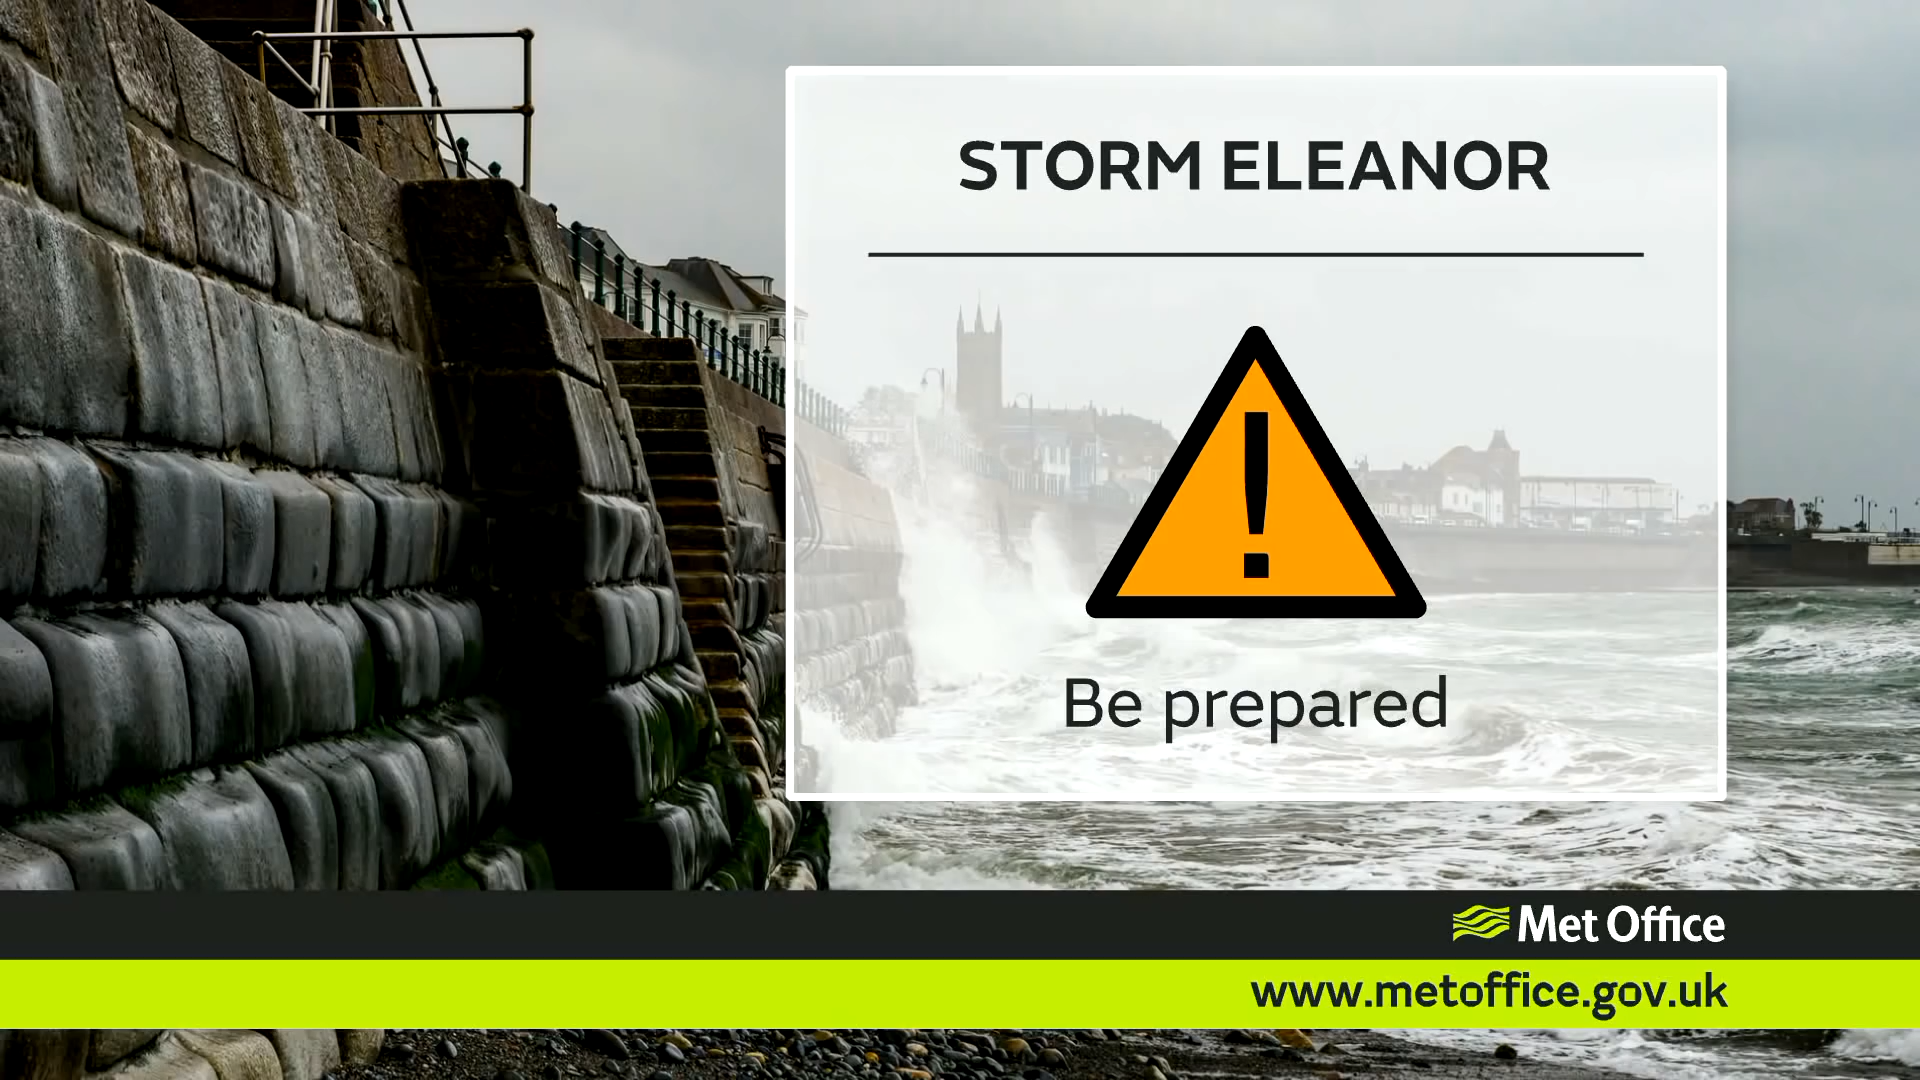 STORM ELEANOR
!
Be prepared
Met Office
www.metoffice.gov.uk